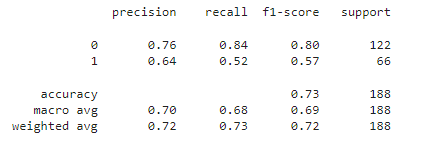 precision recall f1-score support
0 0.76 0.84 0.80 122
1 0.64 0.52 0.57 66
accuracy 0.73 188
macro avg 0.70 0.68 0.69 188
weighted avg 0.72 0.73 0.72 188